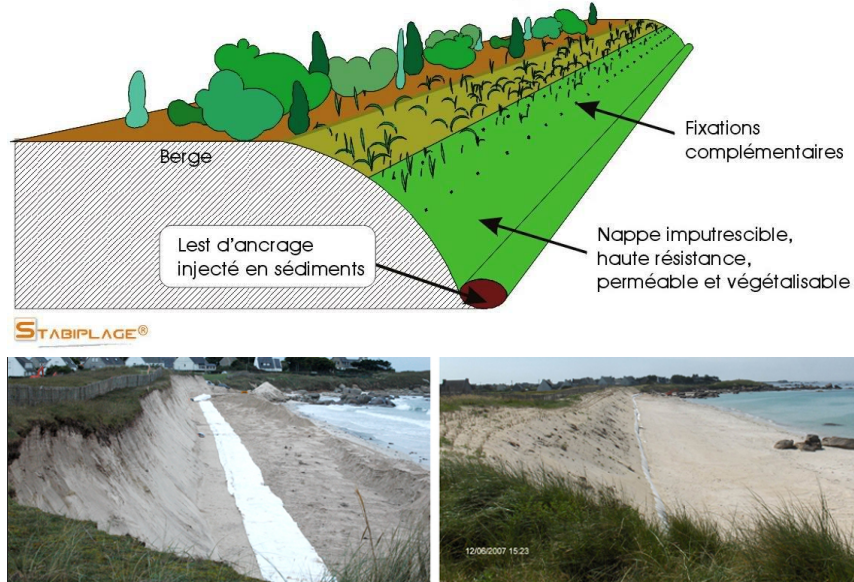 Fixations
complémentaires
Berge
Lest d'ancrage
injecté en sédiments
Nappe imputrescible,
haute résistance,
perméable et végétalisable
STABIPLAGE®
12/06/2007 15:23